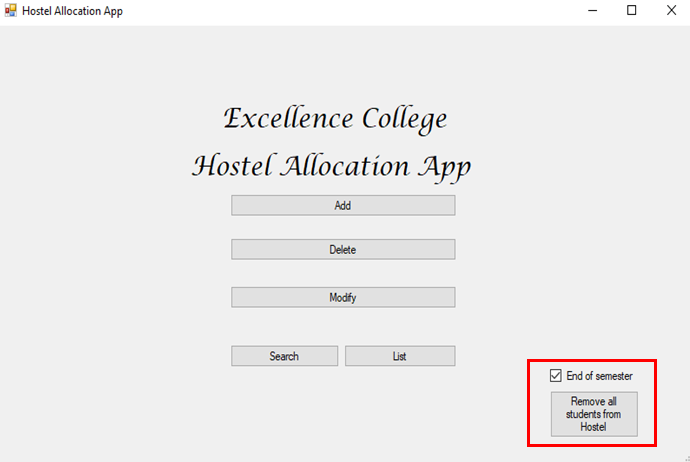 Hostel Allocation App
Excellence College
Hostel Allocation App
Add
Delete
Modify
Search
List
End of semester
Remove all
students from
Hostel